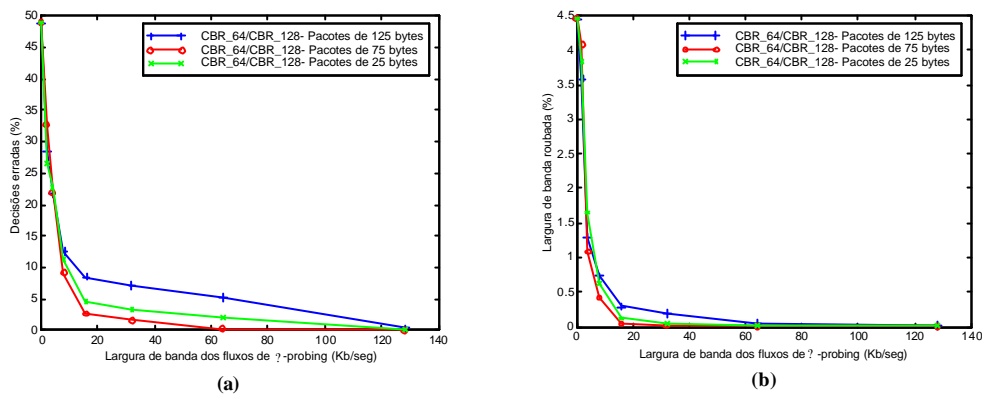 50
45
40
35
30
25
20
15
10
5
0
Decisões erradas (%)
CBR_64/CBR_128- Pacotes de 125 bytes
CBR_64/CBR_128- Pacotes de 75 bytes
CBR_64/CBR_128- Pacotes de 25 bytes
0 20 40 60 80 100 120 140
Largura de banda dos fluxos de ?-probing (Kb/seg)
(a)
4.5
4
3.5
3
2.5
2
1.5
1
0.5
0
Largura de banda roubada (%)
CBR_64/CBR_128- Pacotes de 125 bytes
CBR_64/CBR_128- Pacotes de 75 bytes
CBR_64/CBR_128- Pacotes de 25 bytes
0 20 40 60 80 100 120 140
Largura de banda dos fluxos de ?-probing (Kb/seg)
(b)